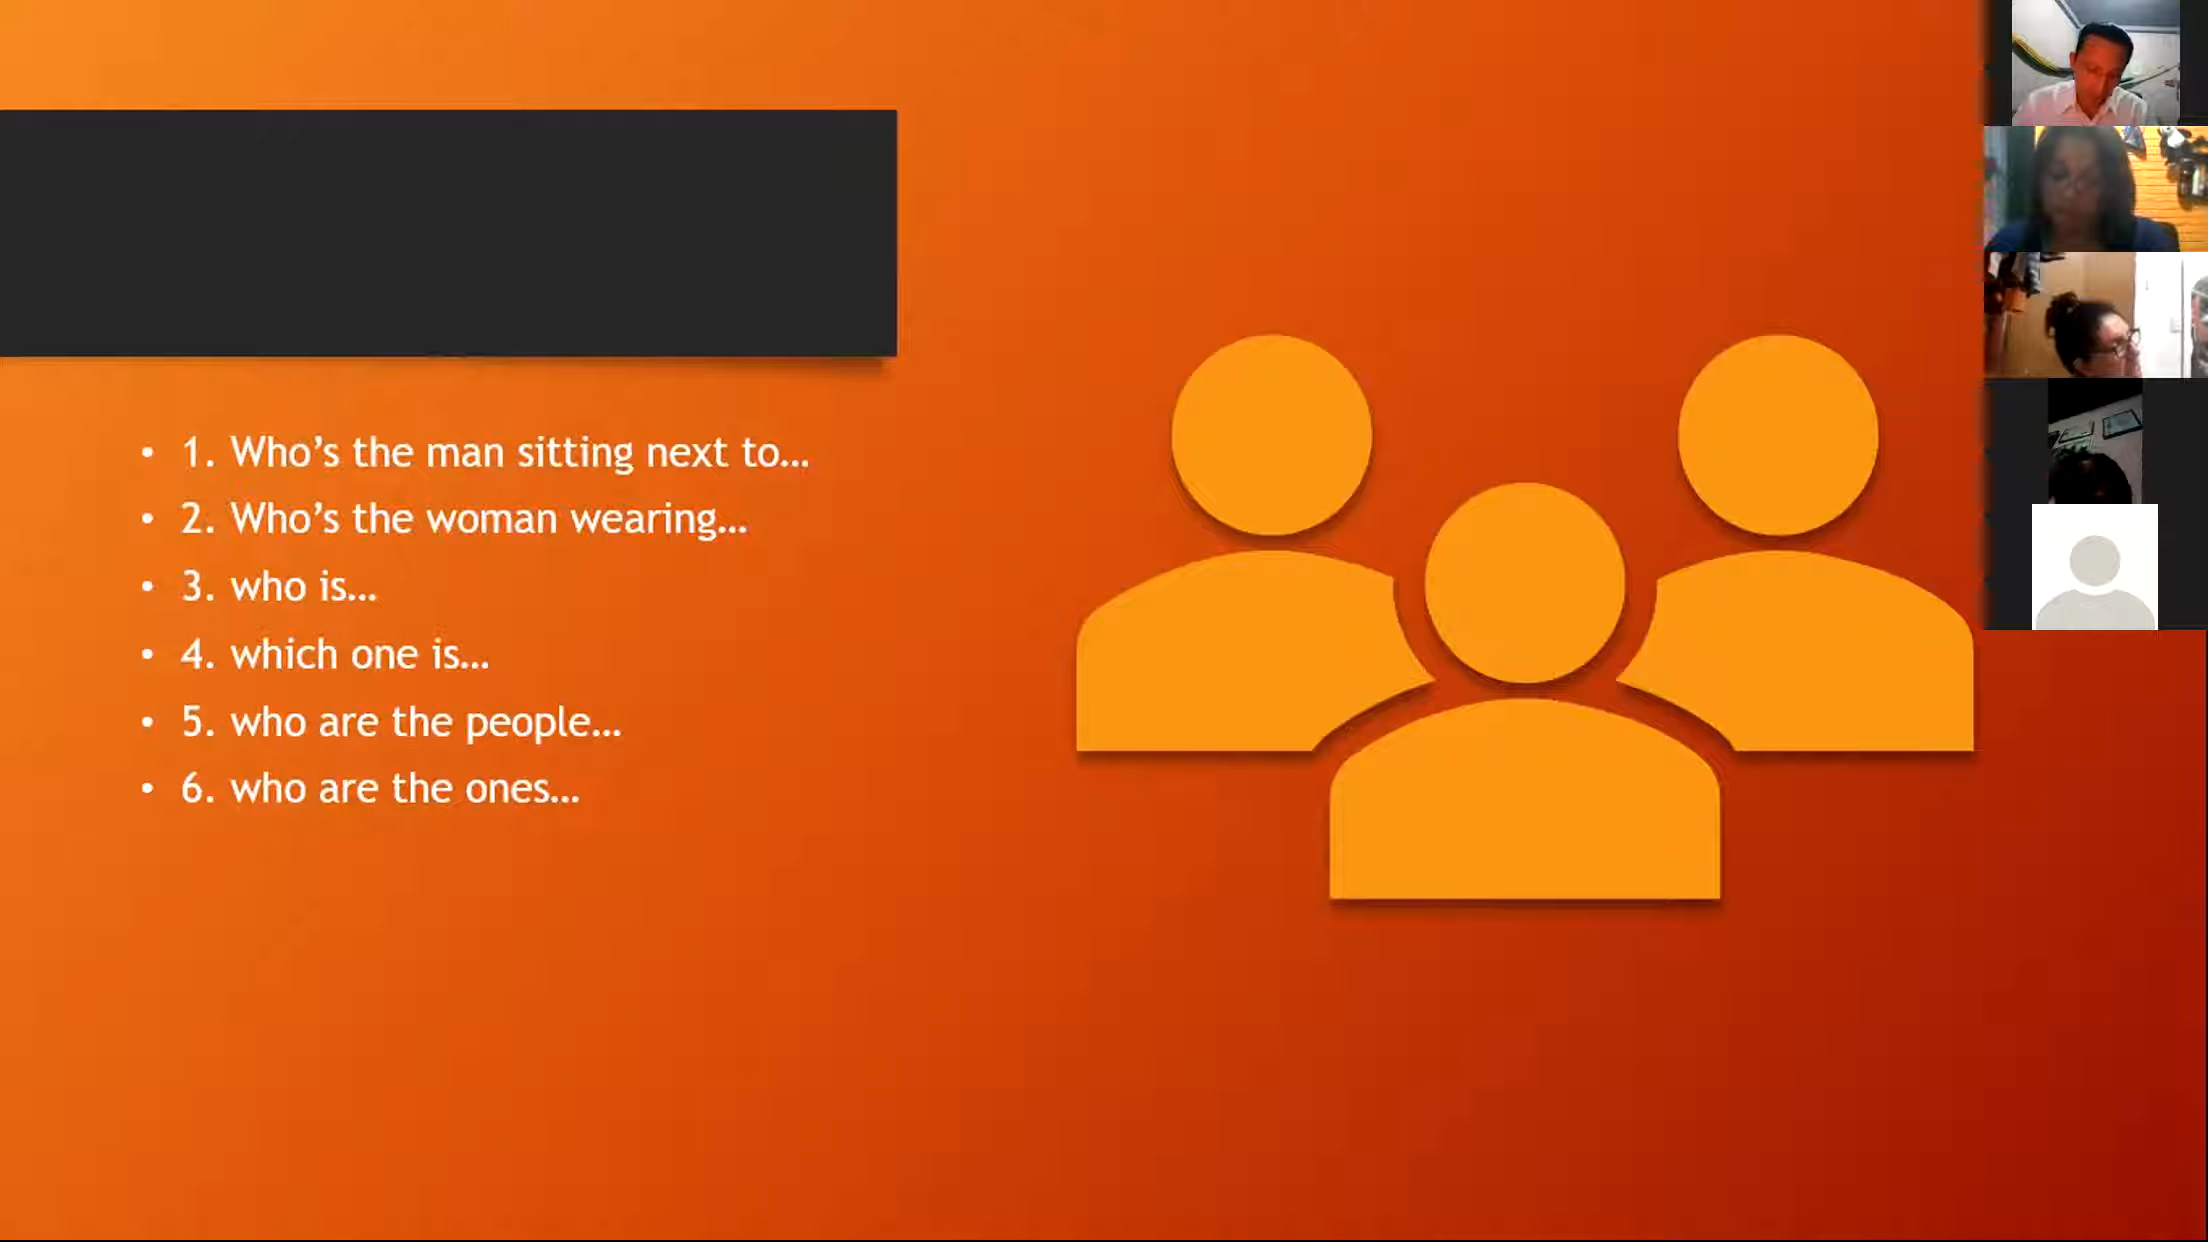 • 1. Who’s the man sitting next to…
• 2. Who’s the woman wearing…
• 3. who is…
• 4. which one is…
• 5. who are the people…
• 6. who are the ones…